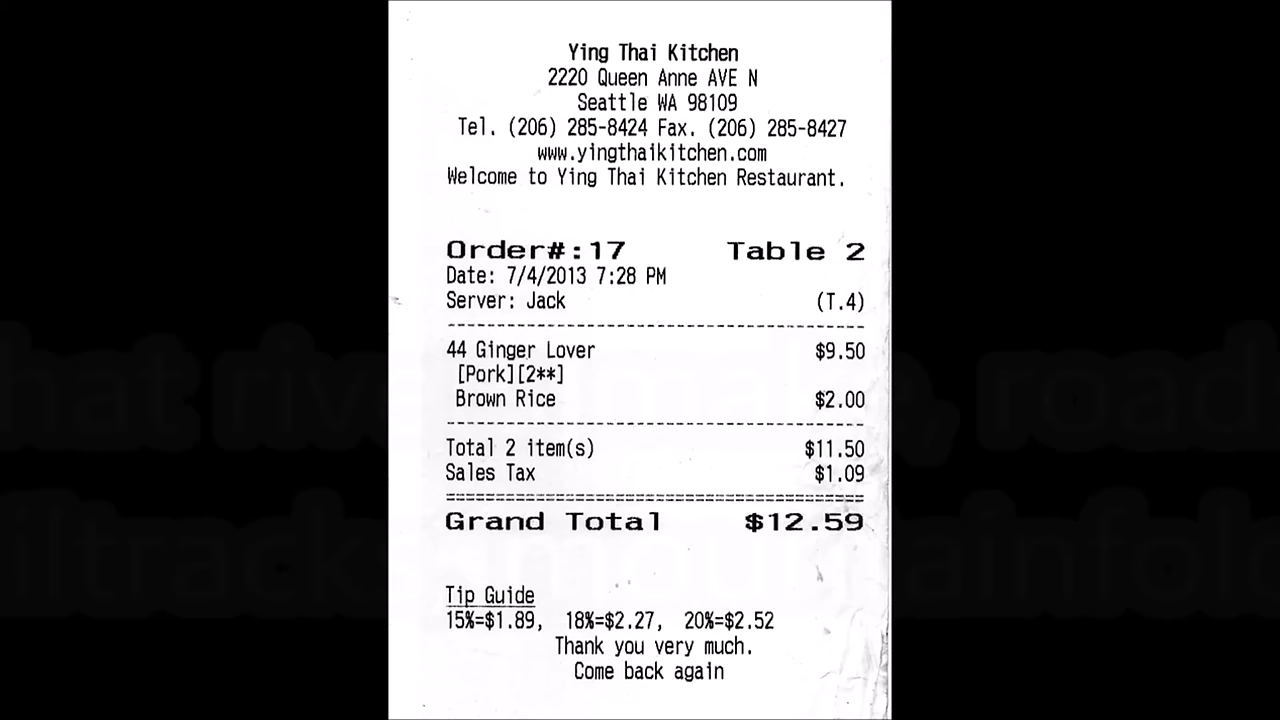 Ying Thai Kitchen
2220 Queen Anne AVE N
Seattle WA 98109
Tel. (206) 285-8424 Fax. (206) 285-8427
www.yingthaikitchen.com
Welcome to Ying Thai Kitchen Restaurant.
Order#:17 Table 2
Date: 7/4/2013 7:28 PM
Server: Jack (T.4)
44 Ginger Lover $9.50
[Pork][2**]
Brown Rice $2.00
Total 2 item(s) $11.50
Sales Tax $1.09
Grand Total $12.59
Tip Guide
15%=$1.89, 18%=$2.27, 20%=$2.52
Thank you very much.
Come back again